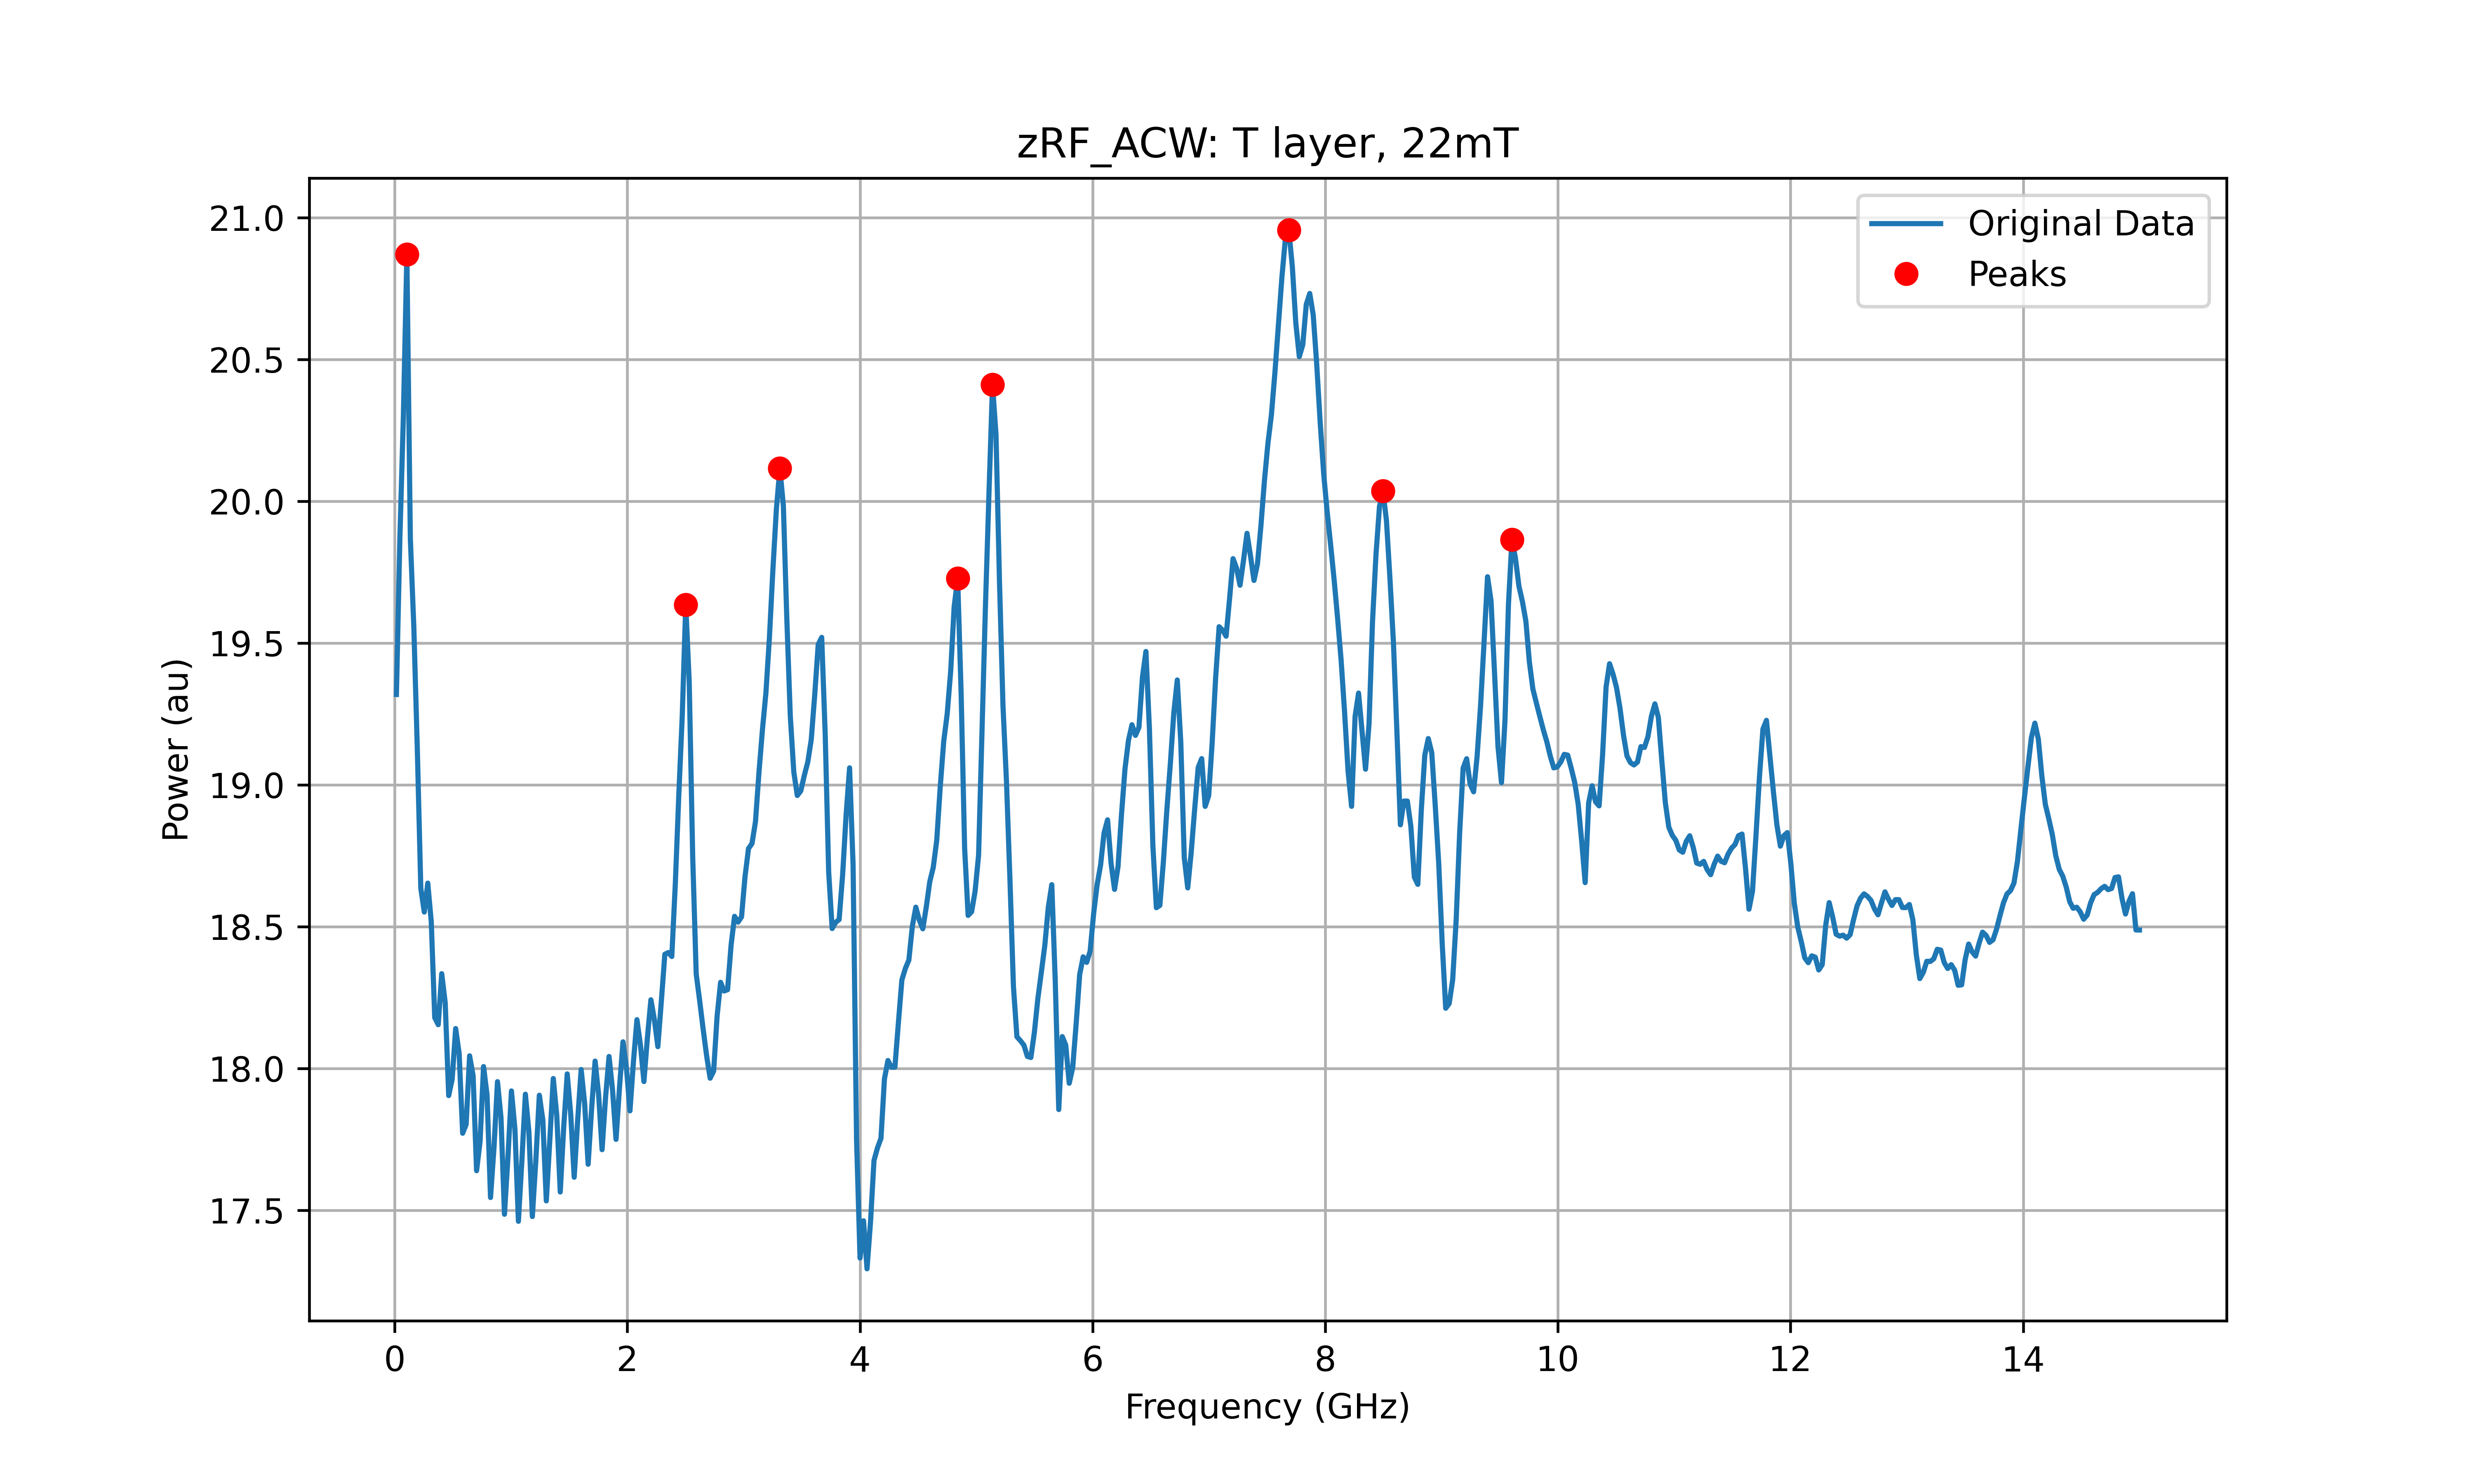 zRF_ACW: T layer, 22mT
Original Data
Peaks
Power (au)
21.0
20.5
20.0
19.5
19.0
18.5
18.0
17.5
0 2 4 6 8 10 12 14
Frequency (GHz)